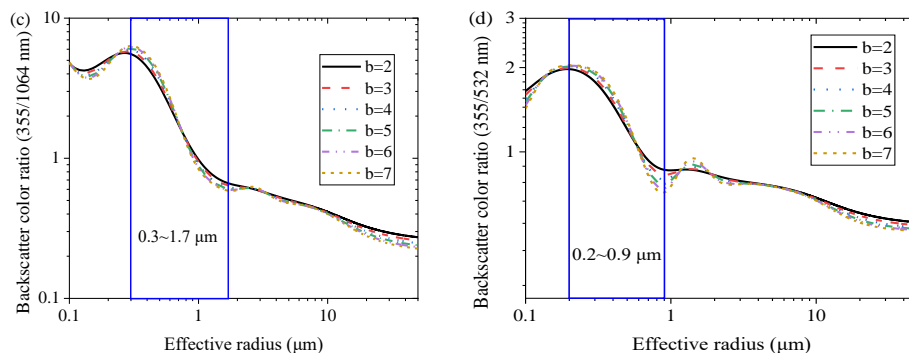 (c)
Backscatter color ratio (355/1064 nm)
10
1
0.1
b=2
b=3
b=4
b=5
b=6
b=7
0.3~1.7 μm
0.1
1
10
Effective radius (μm)
(d)
Backscatter color ratio (355/532 nm)
3
2
1
b=2
b=3
b=4
b=5
b=6
b=7
0.2~0.9 μm
0.1
1
10
Effective radius (μm)